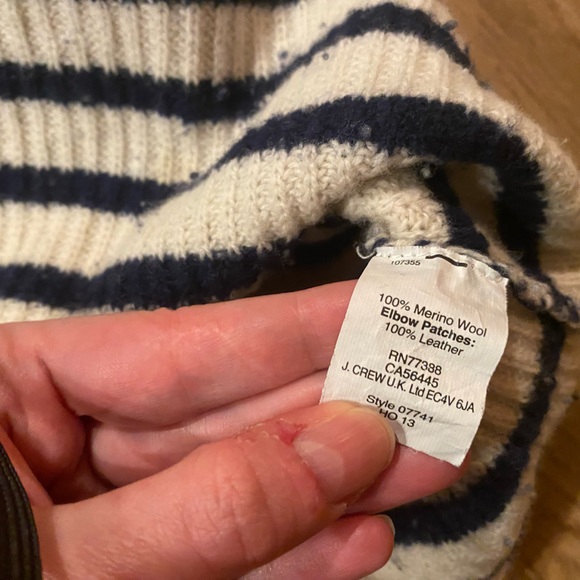 107355
100% Merino Wool
Elbow Patches:
100% Leather
RN77388
CA56445
J. CREW U.K. Ltd EC4V 6JA
Style 07741
HO 13